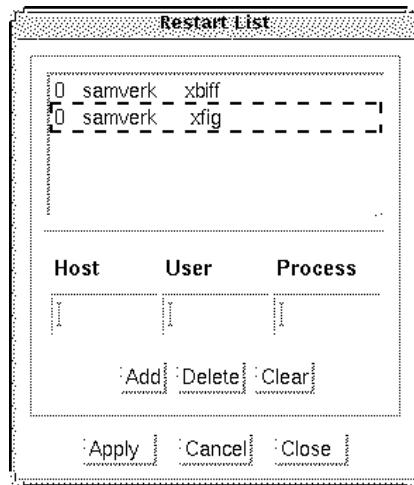 Restart List
0 samverk xbiff
0 samverk xfig
Host User Process
Add Delete Clear
Apply Cancel Close